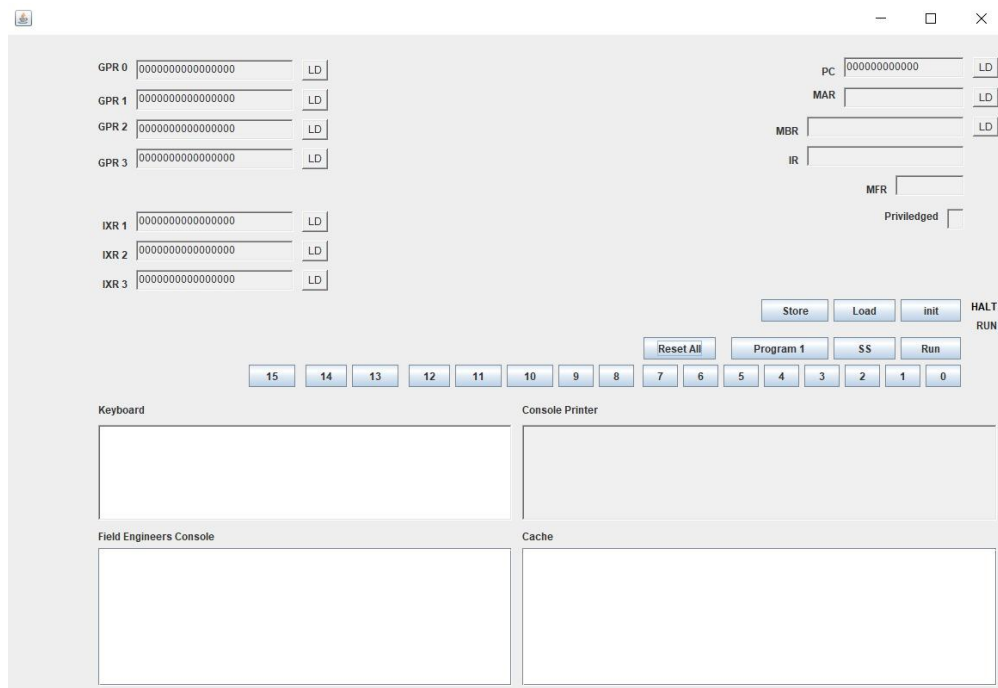 GPR 0 0000000000000000 LD
PC 000000000000 LD
GPR 1 0000000000000000 LD
MAR LD
GPR 2 0000000000000000 LD
MBR LD
GPR 3 0000000000000000 LD
IR
MFR
Priviledged
IXR 1 0000000000000000 LD
IXR 2 0000000000000000 LD
IXR 3 0000000000000000 LD
Store Load init HALT
RUN
Reset All Program 1 SS Run
15 14 13 12 11 10 9 8 7 6 5 4 3 2 1 0
Keyboard Console Printer
Field Engineers Console Cache